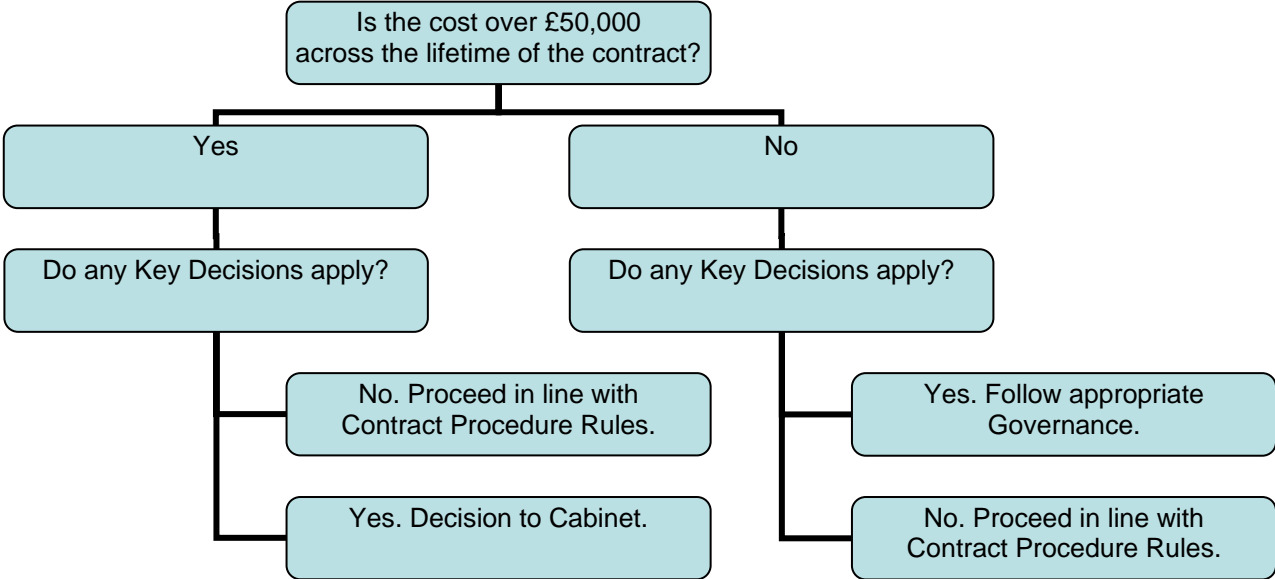 Is the cost over £50,000
across the lifetime of the contract?
Yes
No
Do any Key Decisions apply?
Do any Key Decisions apply?
No. Proceed in line with
Contract Procedure Rules.
Yes. Follow appropriate
Governance.
Yes. Decision to Cabinet.
No. Proceed in line with
Contract Procedure Rules.